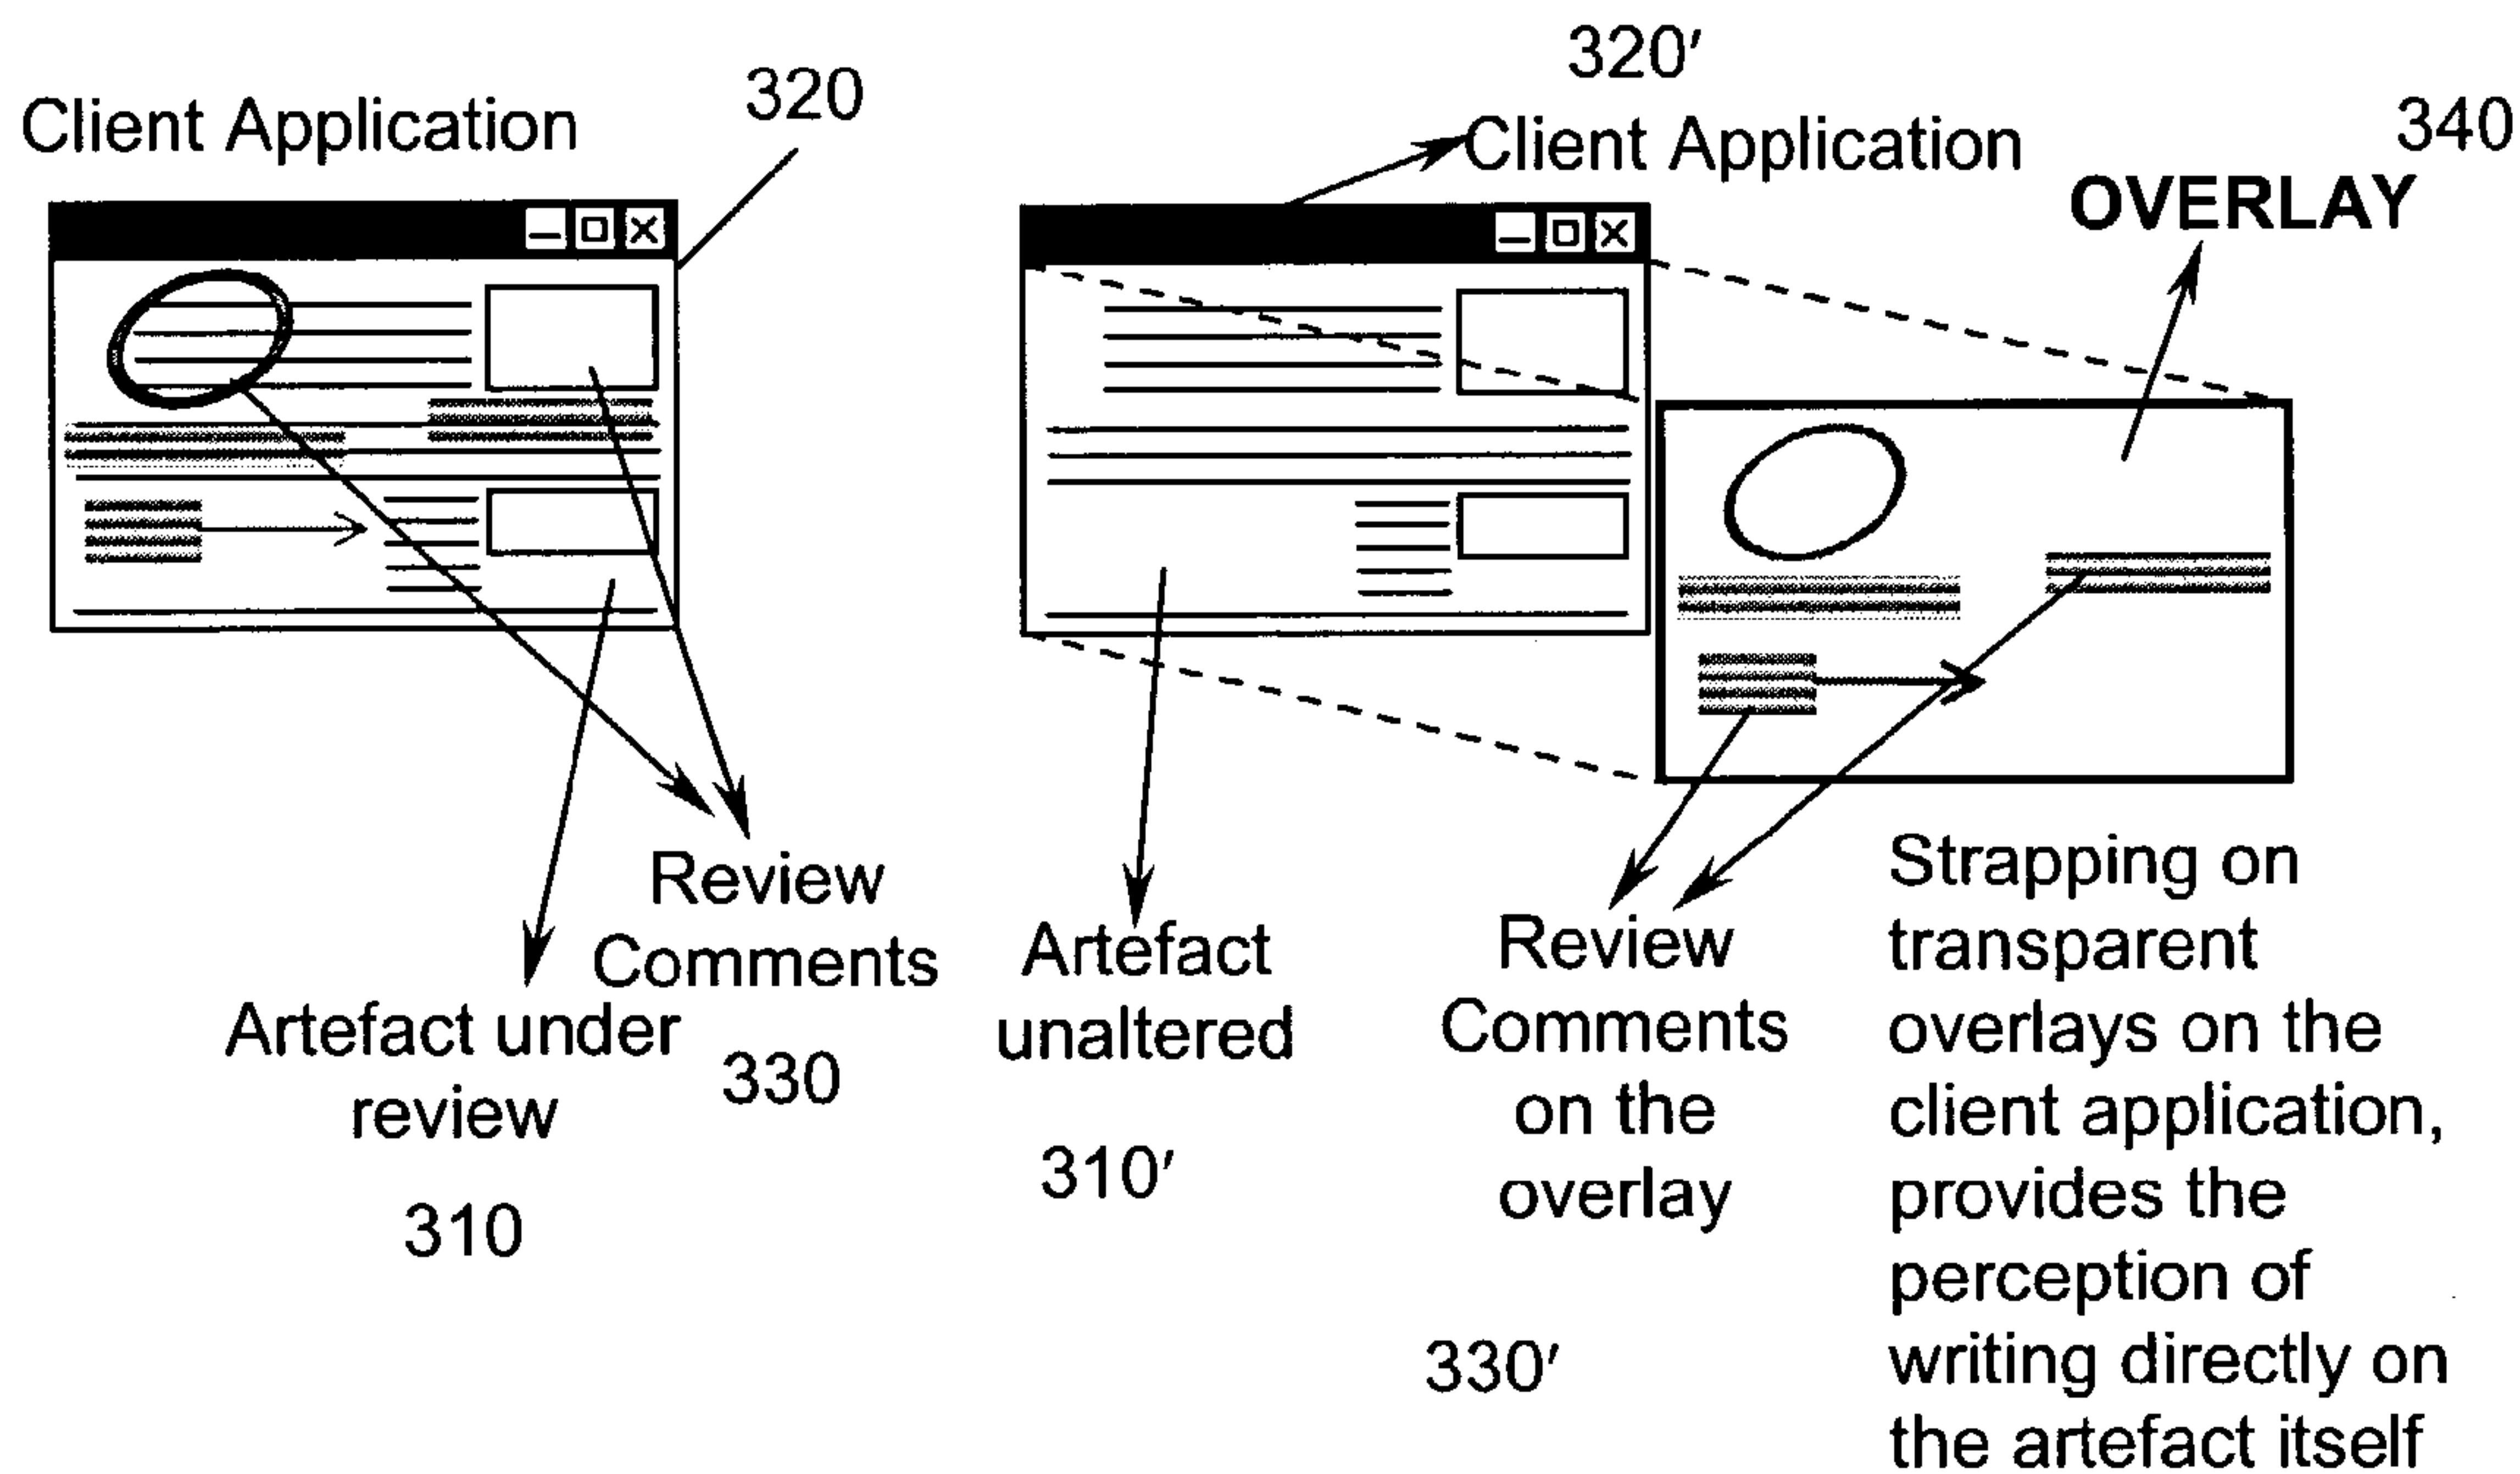 Client Application
320
320′
Client Application
340
OVERLAY
Review
Comments
330
Artefact under
review
310
Artefact
unaltered
310′
Review
Comments
on the
overlay
330′
Strapping on
transparent
overlays on the
client application,
provides the
perception of
writing directly on
the artefact itself